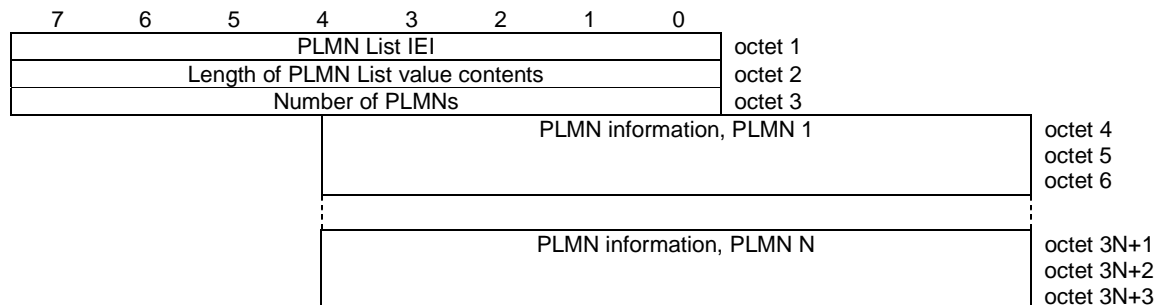 7 6 5 4 3 2 1 0
PLMN List IEI octet 1
Length of PLMN List value contents octet 2
Number of PLMNs octet 3
PLMN information, PLMN 1 octet 4
octet 5
octet 6
PLMN information, PLMN N octet 3N+1
octet 3N+2
octet 3N+3